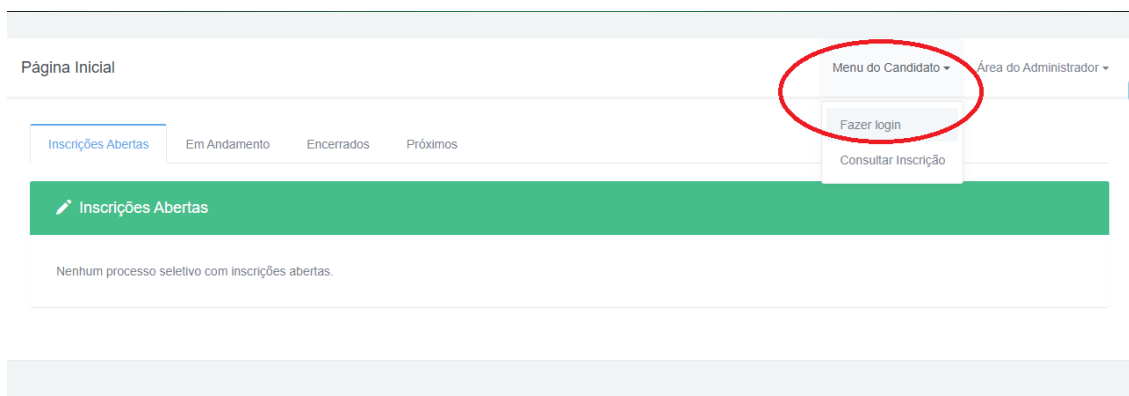 Página Inicial
Menu do Candidato
Área do Administrador
Fazer login
Consultar Inscrição
Inscrições Abertas
Em Andamento
Encerrados
Próximos
Inscrições Abertas
Nenhum processo seletivo com inscrições abertas.